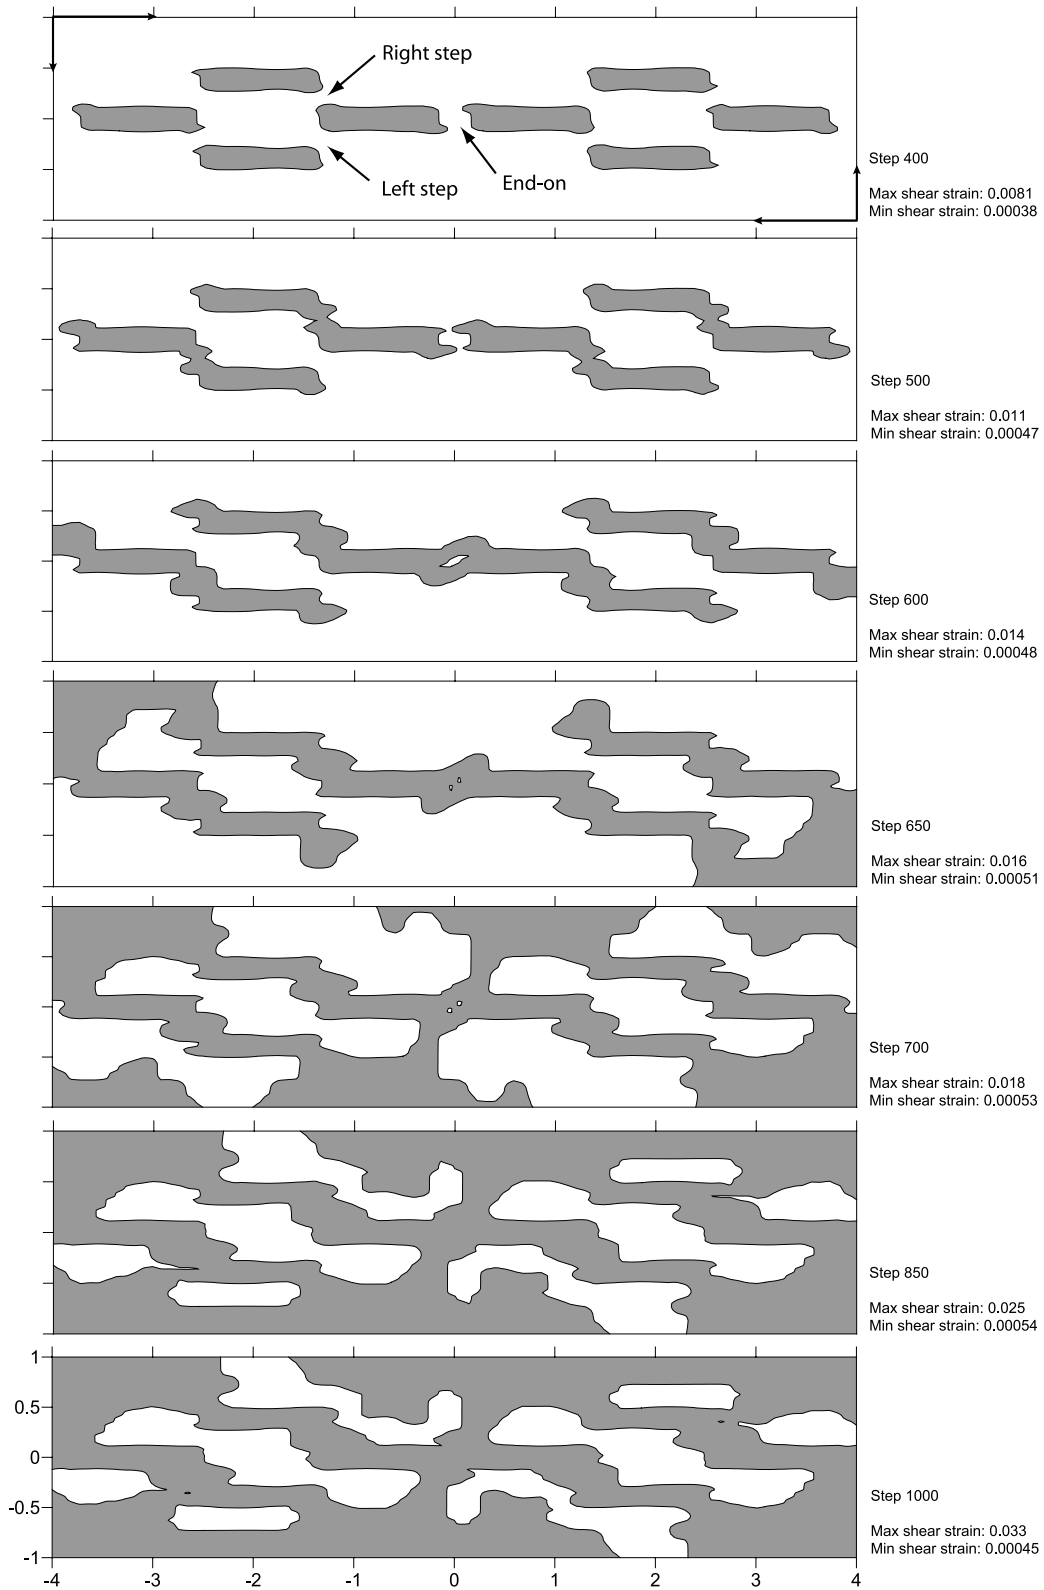 Right step
Left step
End-on
Step 400
Max shear strain: 0.0081
Min shear strain: 0.00038
Step 500
Max shear strain: 0.011
Min shear strain: 0.00047
Step 600
Max shear strain: 0.014
Min shear strain: 0.00048
Step 650
Max shear strain: 0.016
Min shear strain: 0.00051
Step 700
Max shear strain: 0.018
Min shear strain: 0.00053
Step 850
Max shear strain: 0.025
Min shear strain: 0.00054
1
0.5
0
-0.5
-1
Step 1000
Max shear strain: 0.033
Min shear strain: 0.00045
-4 -3 -2 -1 0 1 2 3 4